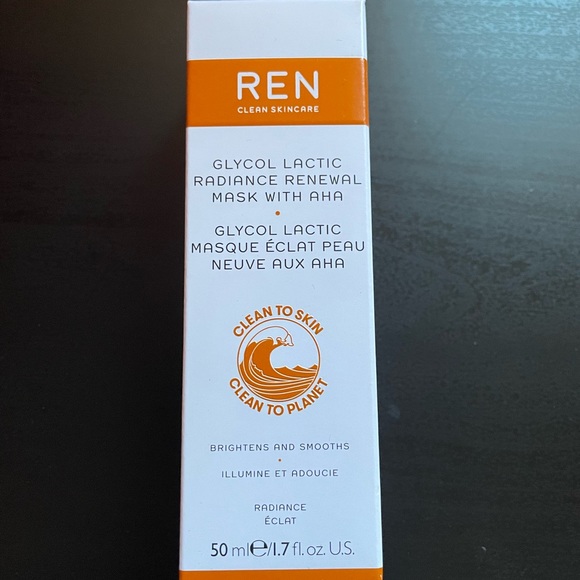 REN
CLEAN SKINCARE
GLYCOL LACTIC
RADIANCE RENEWAL
MASK WITH AHA
•
GLYCOL LACTIC
MASQUE ÉCLAT PEAU
NEUVE AUX AHA
CLEAN TO SKIN
CLEAN TO PLANET
BRIGHTENS AND SMOOTHS
•
ILLUMINE ET ADOUCIE
RADIANCE
ÉCLAT
50 ml℮/1.7 fl. oz. U.S.